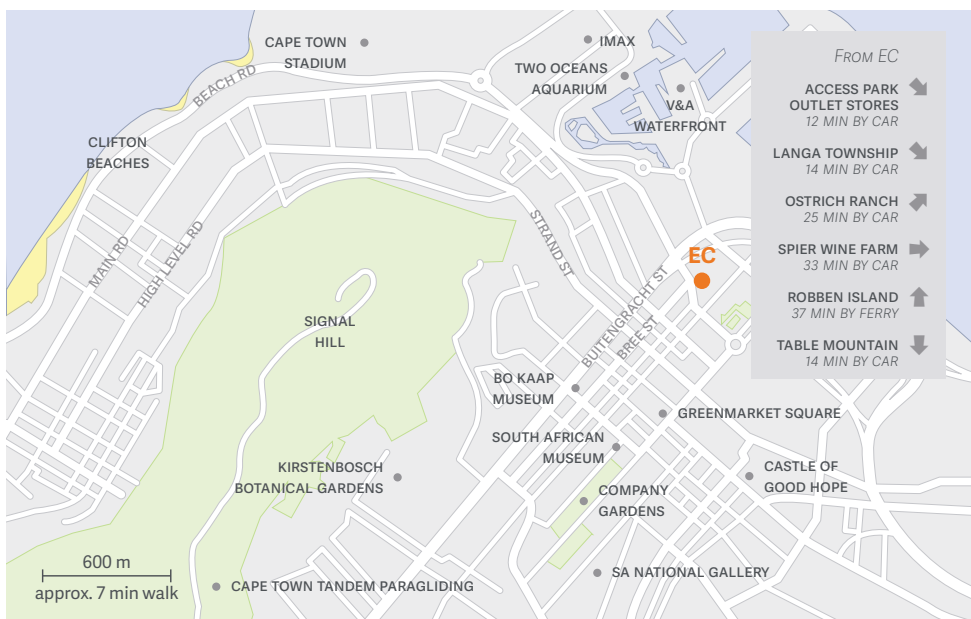 CAPE TOWN
STADIUM
IMAX
TWO OCEANS
AQUARIUM
V&A
WATERFRONT
BEACH RD
CLIFTON
BEACHES
MAIN RD
HIGH LEVEL RD
STRAND ST
BUITENGRACHT ST
BREE ST
EC
SIGNAL
HILL
BO KAAP
MUSEUM
GREENMARKET SQUARE
SOUTH AFRICAN
MUSEUM
KIRSTENBOSCH
BOTANICAL GARDENS
COMPANY
GARDENS
CASTLE OF
GOOD HOPE
SA NATIONAL GALLERY
CAPE TOWN TANDEM PARAGLIDING
600 m
approx. 7 min walk
FROM EC
ACCESS PARK
OUTLET STORES
12 MIN BY CAR
LANGA TOWNSHIP
14 MIN BY CAR
OSTRICH RANCH
25 MIN BY CAR
SPIER WINE FARM
33 MIN BY CAR
ROBBEN ISLAND
37 MIN BY FERRY
TABLE MOUNTAIN
14 MIN BY CAR